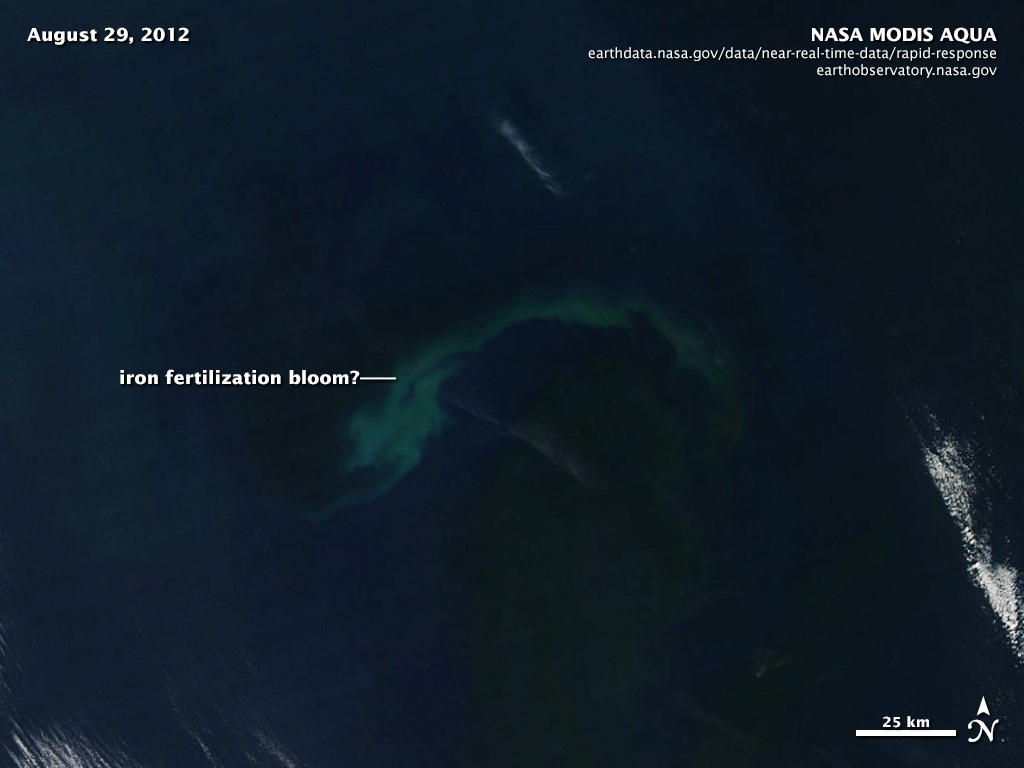 August 29, 2012
NASA MODIS AQUA
earthdata.nasa.gov/data/near-real-time-data/rapid-response
earthobservatory.nasa.gov
iron fertilization bloom?
25 km
N